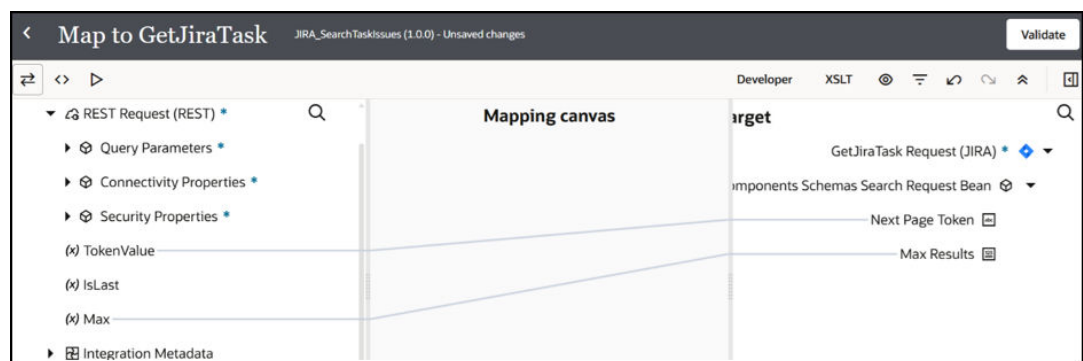 Map to GetJiraTask JIRA_SearchTaskIssues (1.0.0) - Unsaved changes Validate
Developer XSLT
REST Request (REST) * Mapping canvas arget
Query Parameters * GetJiraTask Request (JIRA) *
Connectivity Properties * omponents Schemas Search Request Bean
Security Properties * Next Page Token
(x) TokenValue Max Results
(x) IsLast
(x) Max
Integration Metadata